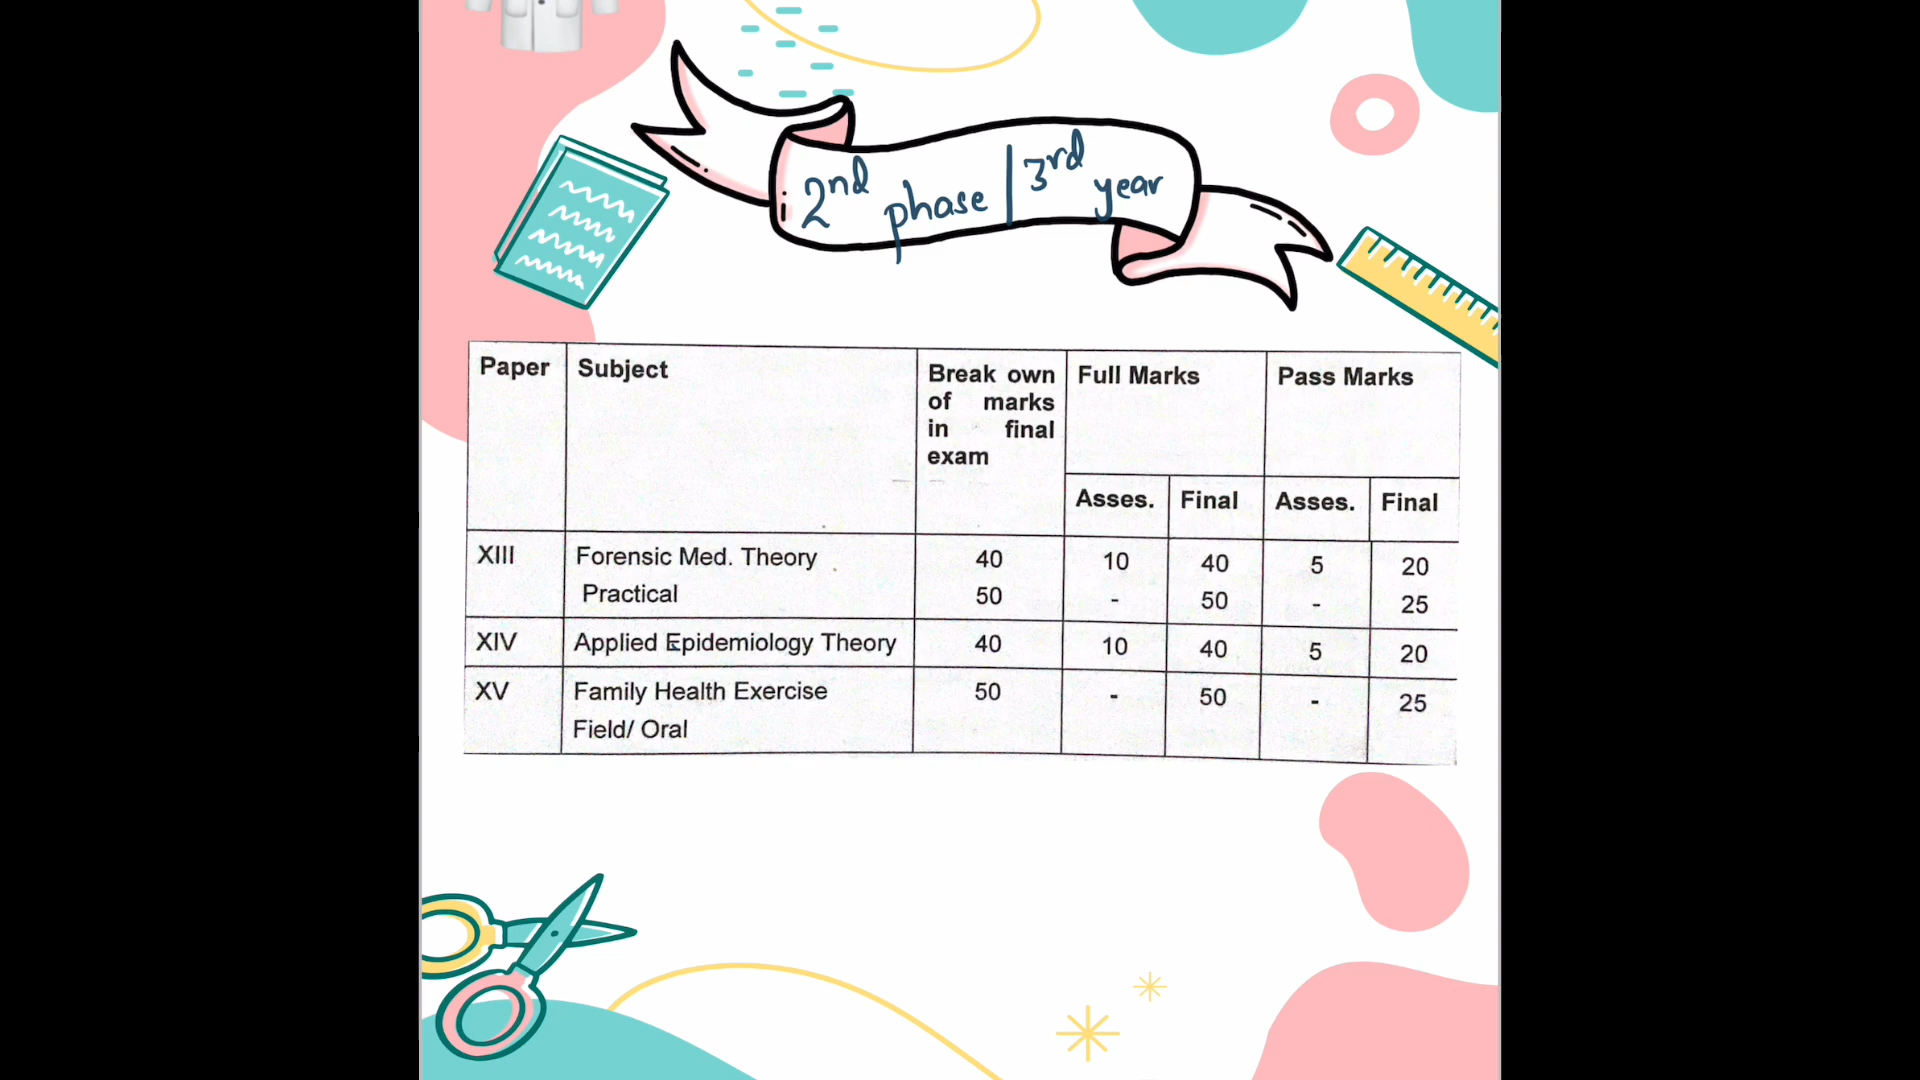 2nd phase | 3rd year
Paper Subject Break own of marks in final exam Full Marks Pass Marks
Asses. Final Asses. Final
XIII Forensic Med. Theory 40 10 40 5 20
Practical 50 - 50 - 25
XIV Applied Epidemiology Theory 40 10 40 5 20
XV Family Health Exercise 50 - 50 - 25
Field/ Oral